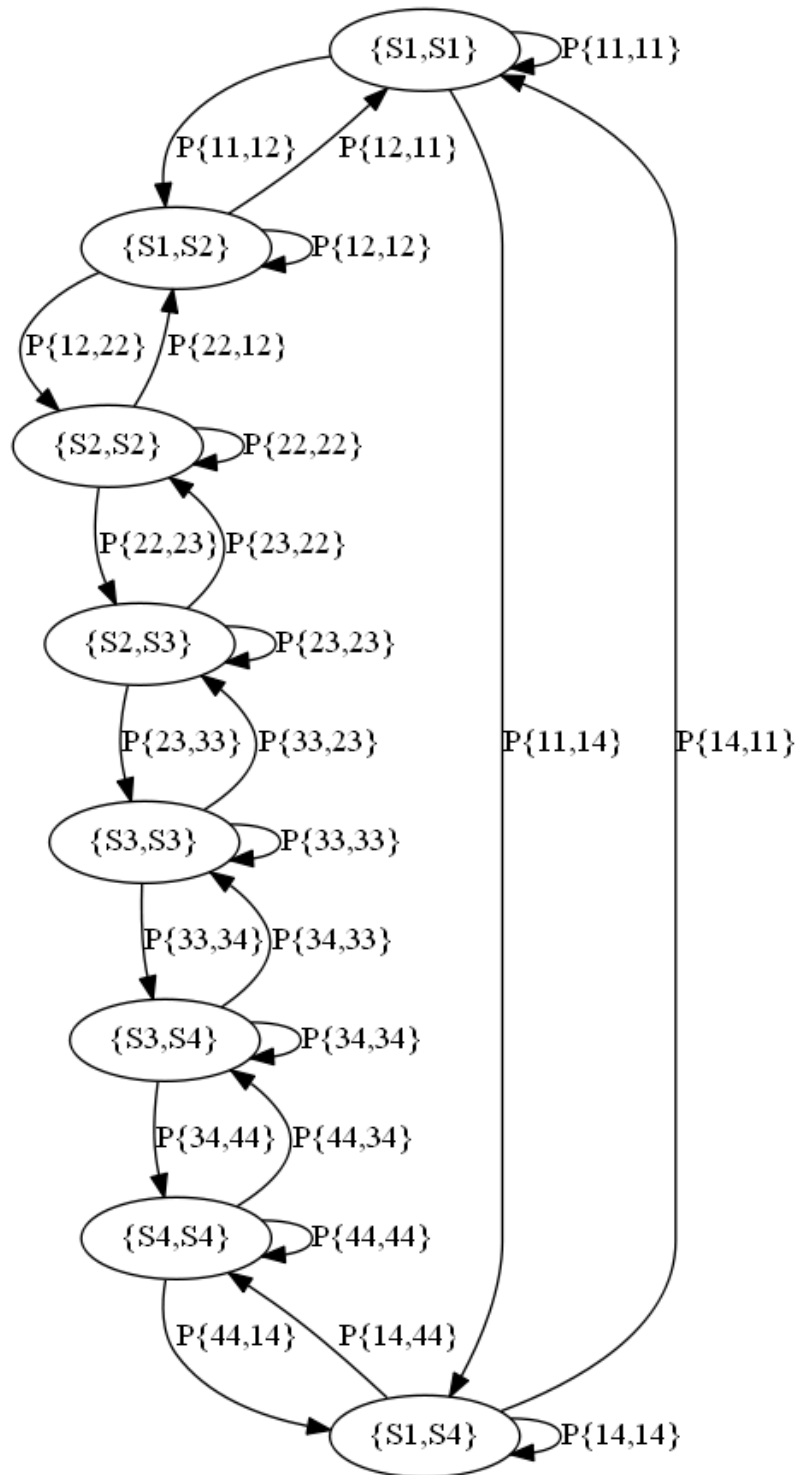 {S1,S1}
P{11,11}
P{11,12}
P{12,11}
{S1,S2}
P{12,12}
P{12,22}
P{22,12}
{S2,S2}
P{22,22}
P{22,23}
P{23,22}
{S2,S3}
P{23,23}
P{23,33}
P{33,23}
P{11,14}
P{14,11}
{S3,S3}
P{33,33}
P{33,34}
P{34,33}
{S3,S4}
P{34,34}
P{34,44}
P{44,34}
{S4,S4}
P{44,44}
P{44,14}
P{14,44}
{S1,S4}
P{14,14}